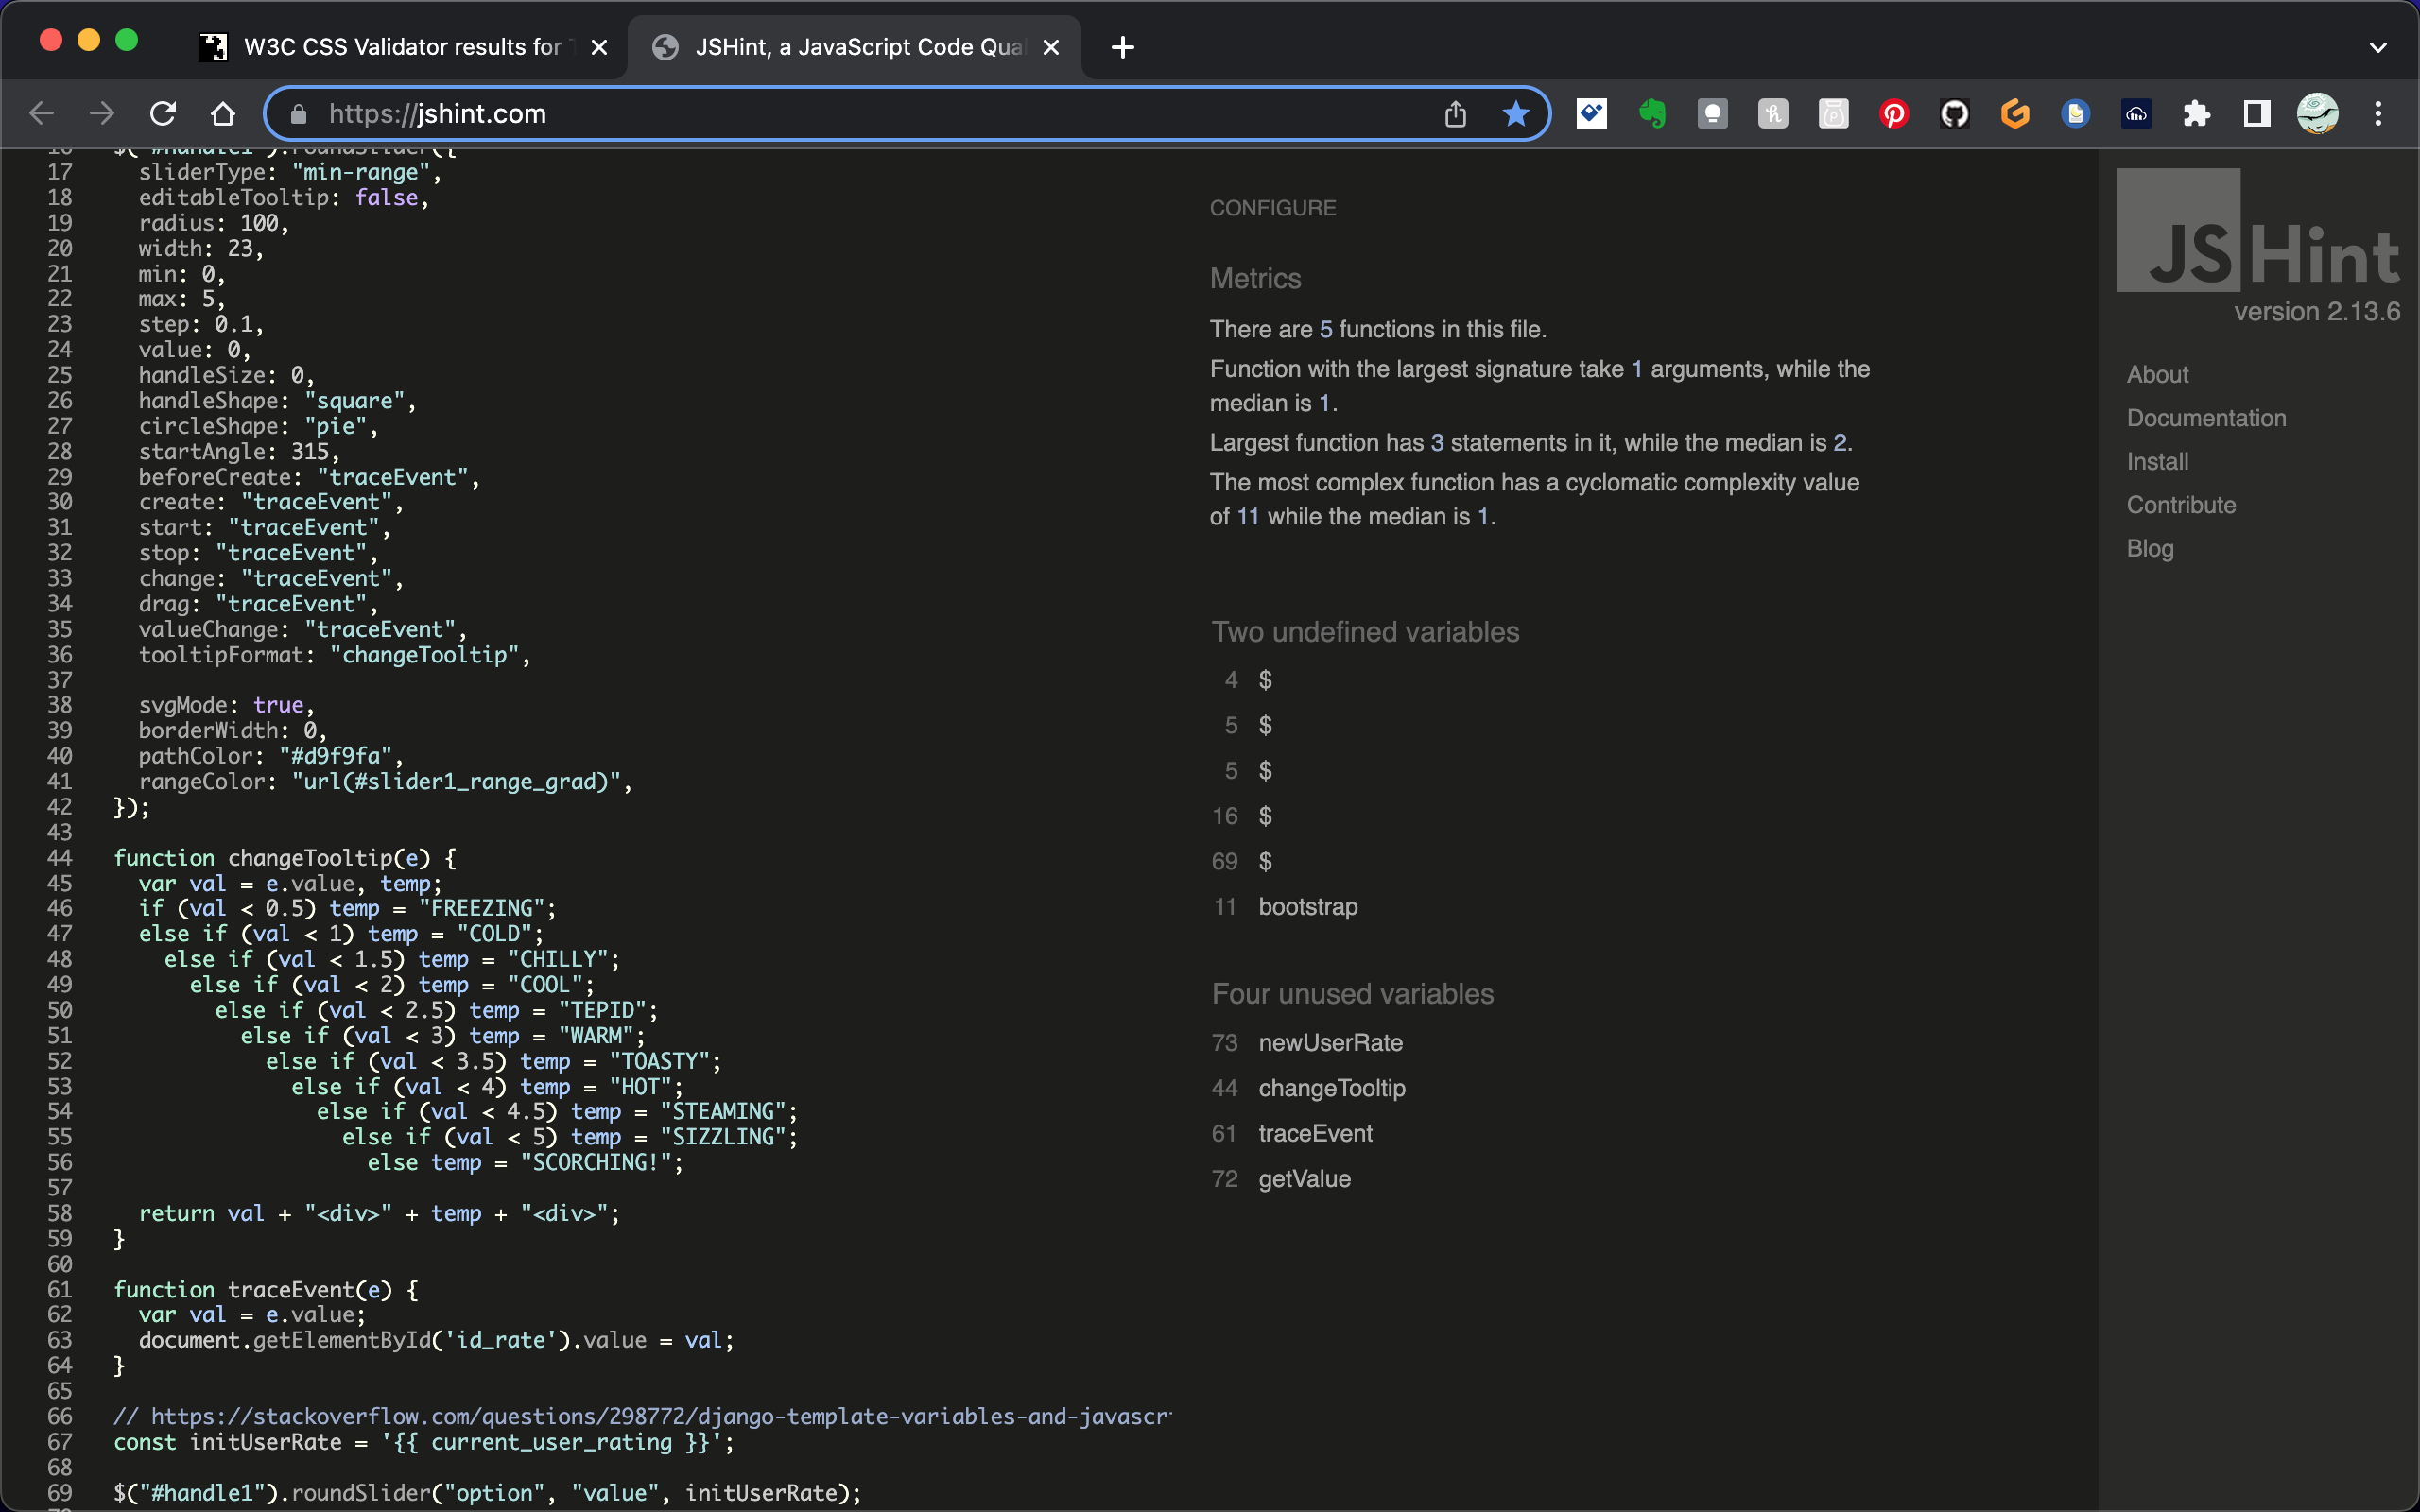 W3C CSS Validator results for
JSHint, a JavaScript Code Qual
https://jshint.com
16 $("#handle1").roundSlider({
17 sliderType: "min-range",
18 editableTooltip: false,
19 radius: 100,
20 width: 23,
21 min: 0,
22 max: 5,
23 step: 0.1,
24 value: 0,
25 handleSize: 0,
26 handleShape: "square",
27 circleShape: "pie",
28 startAngle: 315,
29 beforeCreate: "traceEvent",
30 create: "traceEvent",
31 start: "traceEvent",
32 stop: "traceEvent",
33 change: "traceEvent",
34 drag: "traceEvent",
35 valueChange: "traceEvent",
36 tooltipFormat: "changeTooltip",
37
38 svgMode: true,
39 borderWidth: 0,
40 pathColor: "#d9f9fa",
41 rangeColor: "url(#slider1_range_grad)",
42 });
43
44 function changeTooltip(e) {
45 var val = e.value, temp;
46 if (val < 0.5) temp = "FREEZING";
47 else if (val < 1) temp = "COLD";
48 else if (val < 1.5) temp = "CHILLY";
49 else if (val < 2) temp = "COOL";
50 else if (val < 2.5) temp = "TEPID";
51 else if (val < 3) temp = "WARM";
52 else if (val < 3.5) temp = "TOASTY";
53 else if (val < 4) temp = "HOT";
54 else if (val < 4.5) temp = "STEAMING";
55 else if (val < 5) temp = "SIZZLING";
56 else temp = "SCORCHING!";
57
58 return val + "<div>" + temp + "<div>";
59 }
60
61 function traceEvent(e) {
62 var val = e.value;
63 document.getElementById('id_rate').value = val;
64 }
65
66 // https://stackoverflow.com/questions/298772/django-template-variables-and-javascr
67 const initUserRate = '{{ current_user_rating }}';
68
69 $("#handle1").roundSlider("option", "value", initUserRate);
CONFIGURE
Metrics
There are 5 functions in this file.
Function with the largest signature take 1 arguments, while the
median is 1.
Largest function has 3 statements in it, while the median is 2.
The most complex function has a cyclomatic complexity value
of 11 while the median is 1.
Two undefined variables
4 $
5 $
5 $
16 $
69 $
11 bootstrap
Four unused variables
73 newUserRate
44 changeTooltip
61 traceEvent
72 getValue
JSHint
version 2.13.6
About
Documentation
Install
Contribute
Blog